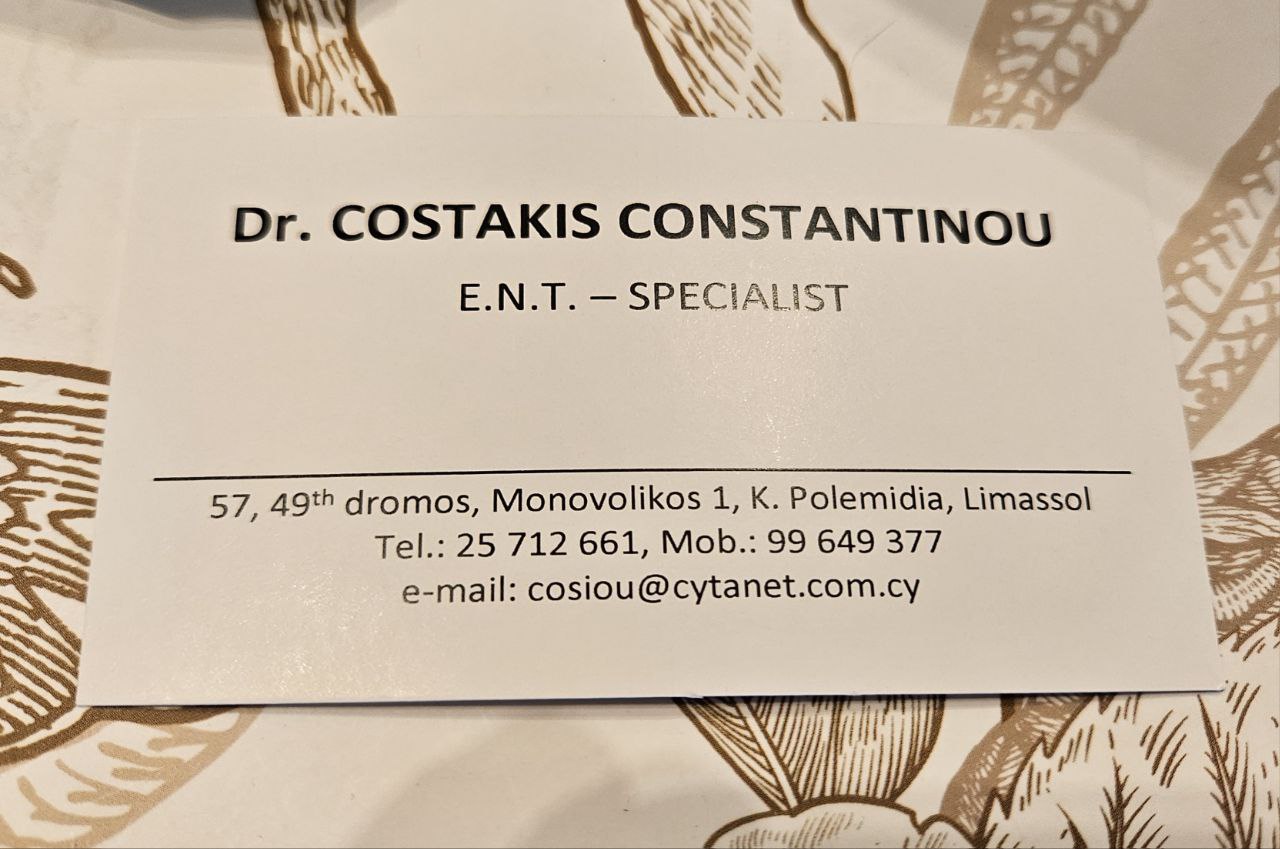 Dr. COSTAKIS CONSTANTINOU
E.N.T. – SPECIALIST
57, 49th dromos, Monovolikos 1, K. Polemidia, Limassol
Tel.: 25 712 661, Mob.: 99 649 377
e-mail: cosiou@cytanet.com.cy